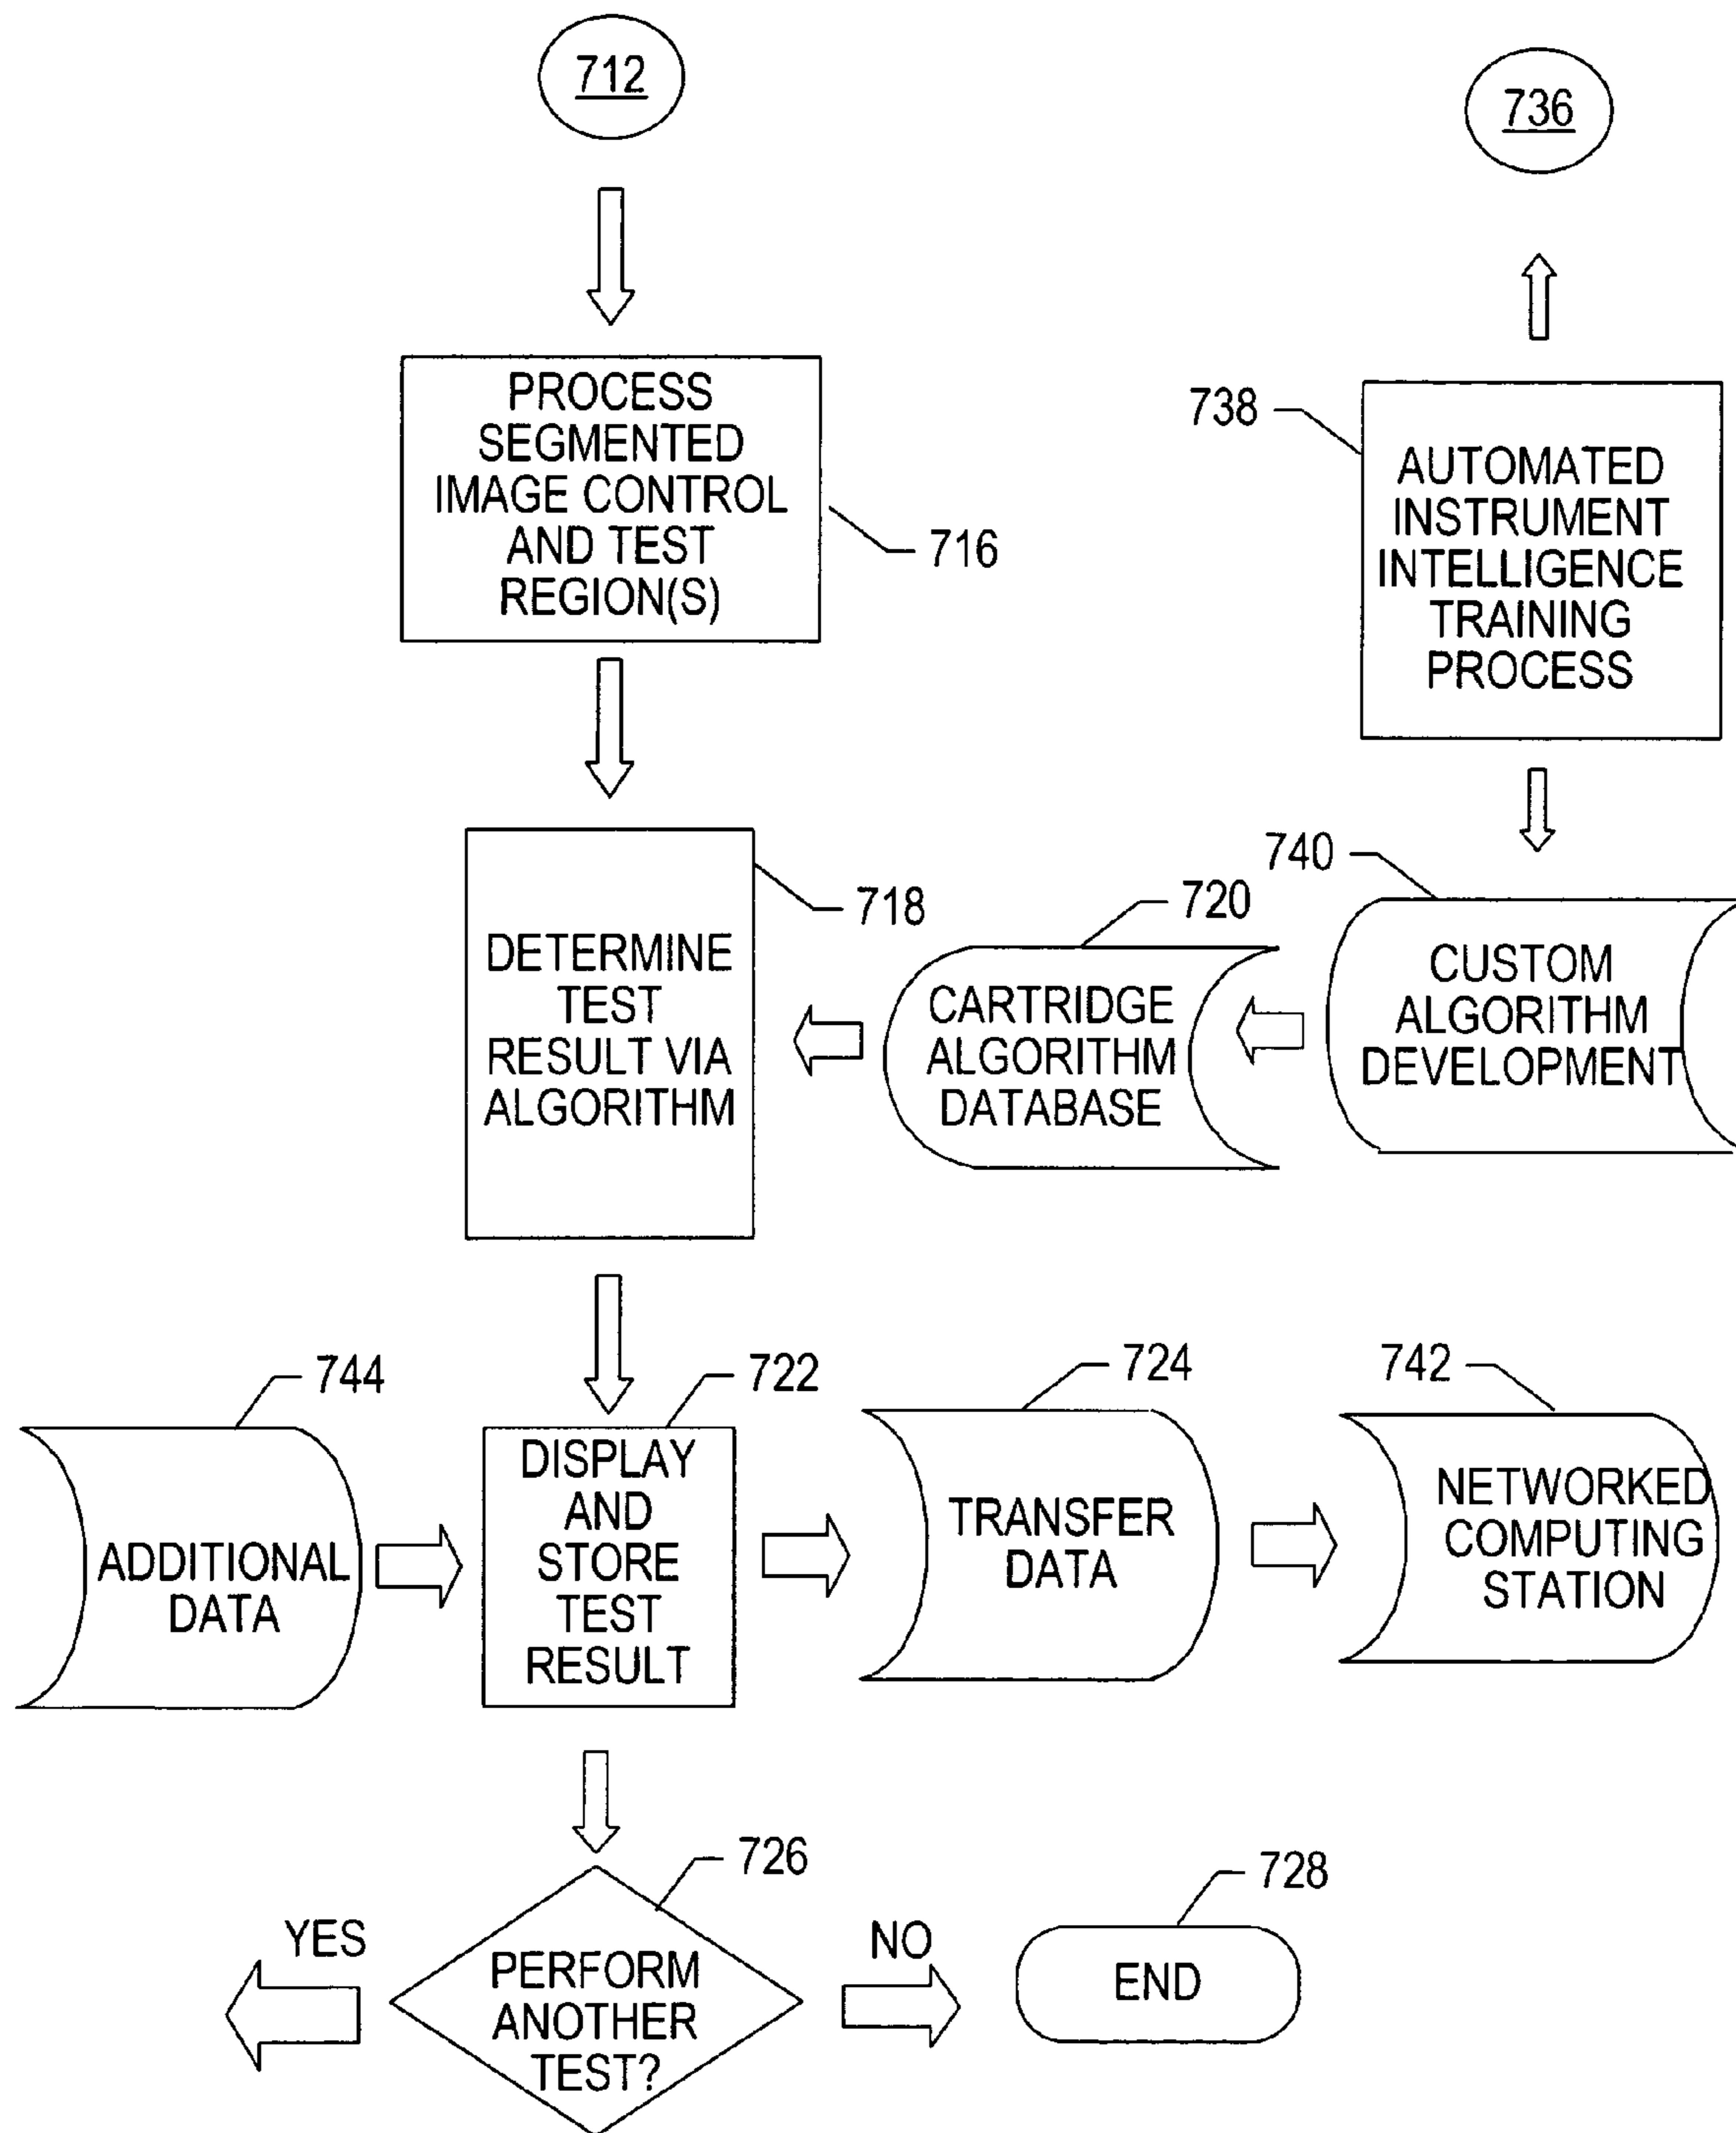 712
736
PROCESS
SEGMENTED
IMAGE CONTROL
AND TEST
REGION(S)
716
738
AUTOMATED
INSTRUMENT
INTELLIGENCE
TRAINING
PROCESS
718
DETERMINE
TEST
RESULT VIA
ALGORITHM
720
CARTRIDGE
ALGORITHM
DATABASE
740
CUSTOM
ALGORITHM
DEVELOPMENT
744
ADDITIONAL
DATA
722
DISPLAY
AND
STORE
TEST
RESULT
724
TRANSFER
DATA
742
NETWORKED
COMPUTING
STATION
726
YES
PERFORM
ANOTHER
TEST?
NO
728
END